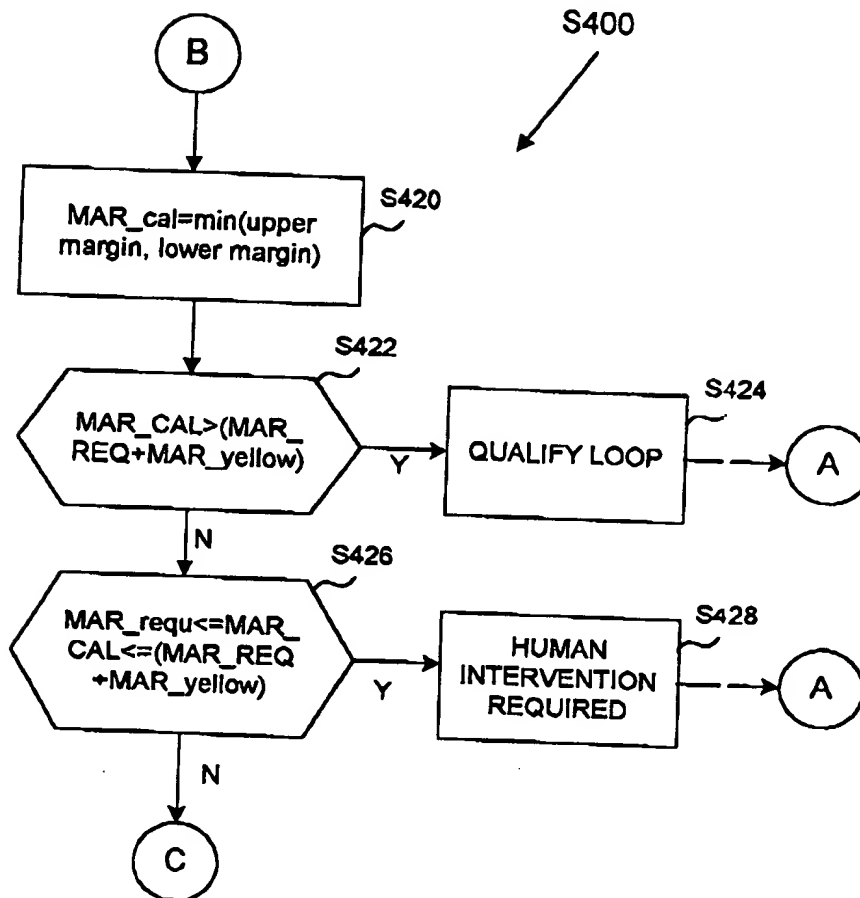 B
S400
S420
MAR_cal=min(upper
margin, lower margin)
S422
MAR_CAL>(MAR_
REQ+MAR_yellow)
Y
S424
QUALIFY LOOP
A
N
S426
MAR_requ<=MAR_
CAL<=(MAR_REQ
+MAR_yellow)
Y
S428
HUMAN
INTERVENTION
REQUIRED
A
N
C